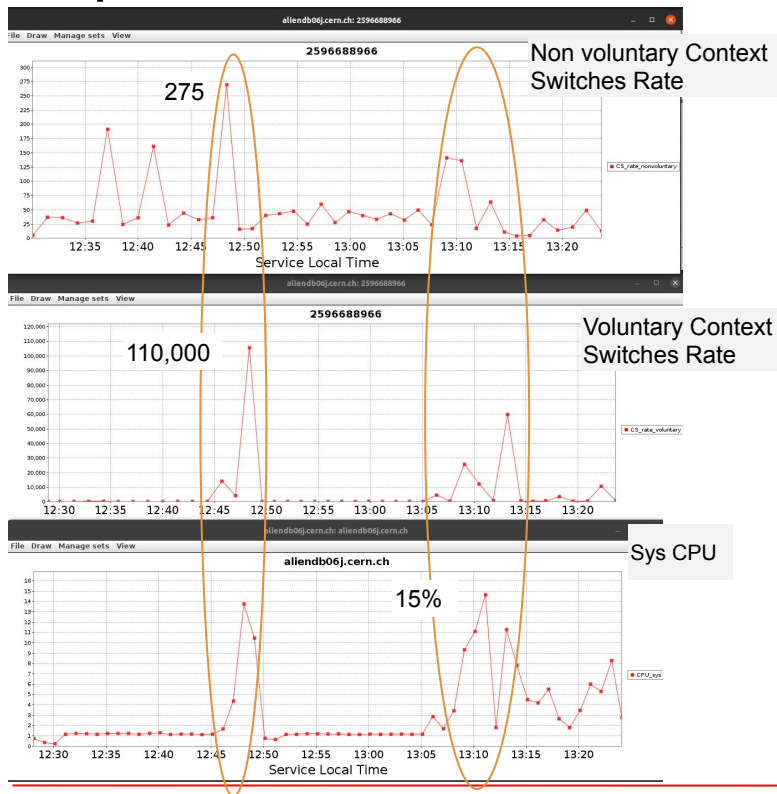 aliendb06j.cern.ch: 2596688966
File Draw Manage sets View
2596688966
Non voluntary Context
Switches Rate
275
300
275
250
225
200
175
150
125
100
75
50
25
0
CS_rate_nonvoluntary
12:35 12:40 12:45 12:50 12:55 13:00 13:05 13:10 13:15 13:20
Service Local Time
aliendb06j.cern.ch: 2596688966
File Draw Manage sets View
2596688966
Voluntary Context
Switches Rate
110,000
120,000
110,000
100,000
90,000
80,000
70,000
60,000
50,000
40,000
30,000
20,000
10,000
0
CS_rate_voluntary
12:30 12:35 12:40 12:45 12:50 12:55 13:00 13:05 13:10 13:15 13:20
aliendb06j.cern.ch: aliendb06j.cern.ch
File Draw Manage sets View
aliendb06j.cern.ch
Sys CPU
15%
16
15
14
13
12
11
10
9
8
7
6
5
4
3
2
1
0
CPU_sys
12:30 12:35 12:40 12:45 12:50 12:55 13:00 13:05 13:10 13:15 13:20
Service Local Time